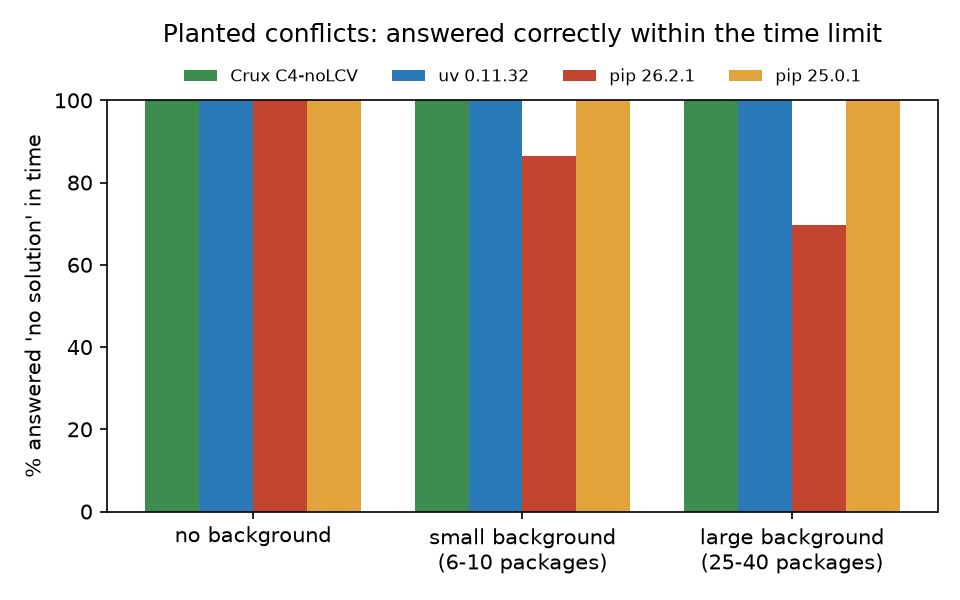 Planted conflicts: answered correctly within the time limit
Crux C4-noLCV uv 0.11.32 pip 26.2.1 pip 25.0.1
% answered 'no solution' in time
100
80
60
40
20
0
no background small background large background
(6-10 packages) (25-40 packages)